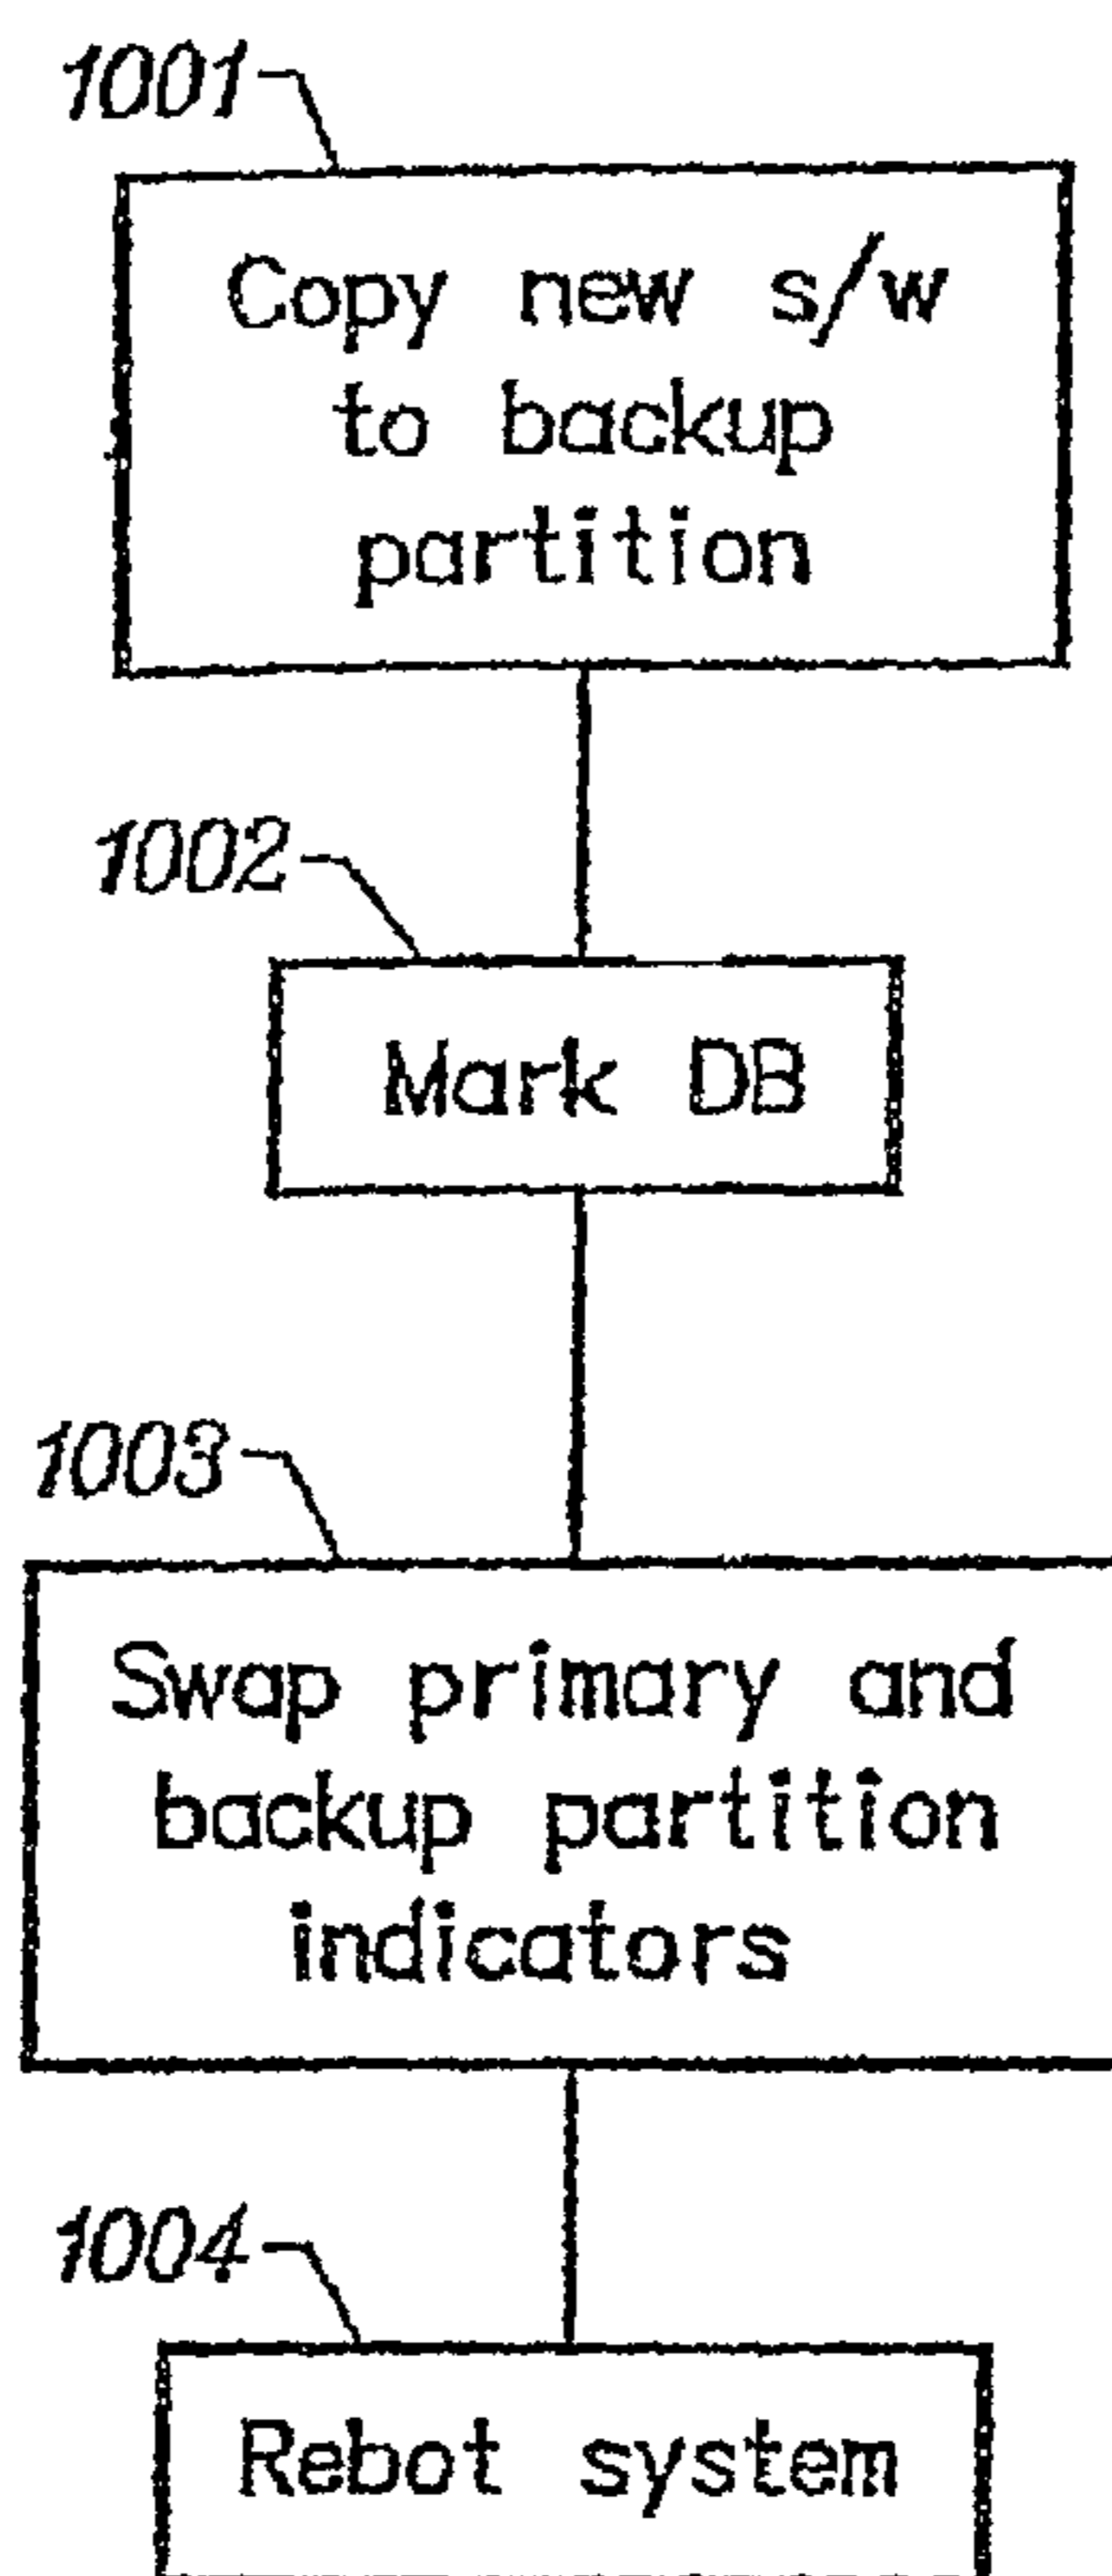 1001
Copy new s/w
to backup
partition
1002
Mark DB
1003
Swap primary and
backup partition
indicators
1004
Rebot system